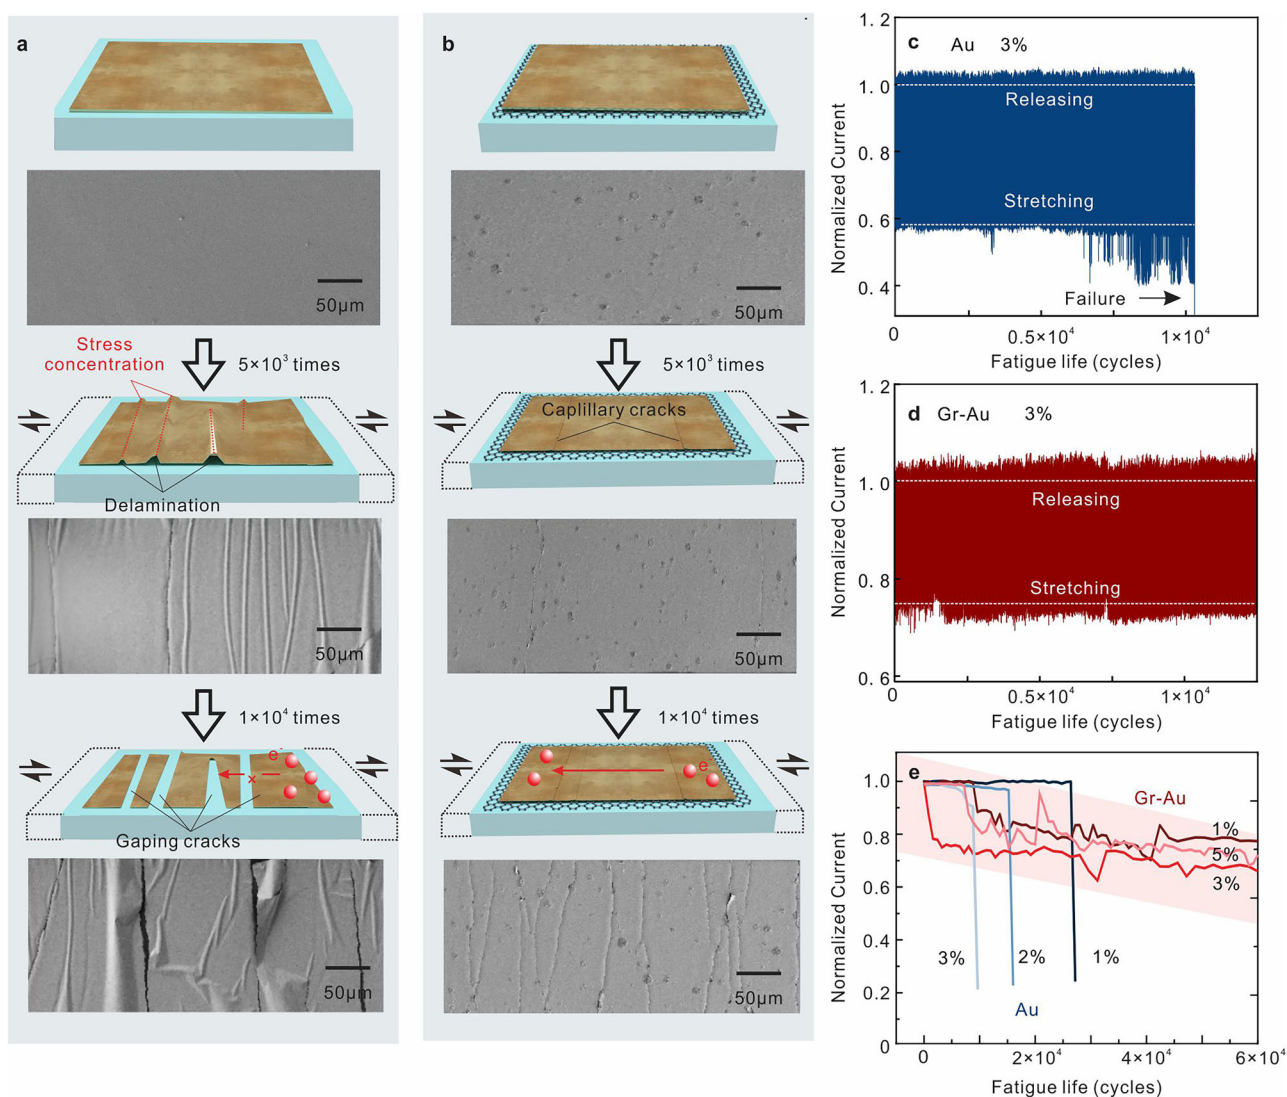 a
50µm
Stress
concentration
5×10³ times
Delamination
50µm
1×10⁴ times
e⁻
×
Gaping cracks
50µm
b
50µm
5×10³ times
Caplillary cracks
50µm
1×10⁴ times
e⁻
50µm
c Au 3%
1.2
1.0
0.8
0.6
0.4
Normalized Current
Releasing
Stretching
Failure
0 0.5×10⁴ 1×10⁴
Fatigue life (cycles)
d Gr-Au 3%
1.2
1.0
0.8
0.6
Normalized Current
Releasing
Stretching
0 0.5×10⁴ 1×10⁴
Fatigue life (cycles)
e
1.0
0.8
0.6
0.4
0.2
0.0
Normalized Current
Gr-Au
1%
5%
3%
3% 2% 1%
Au
0 2×10⁴ 4×10⁴ 6×10⁴
Fatigue life (cycles)